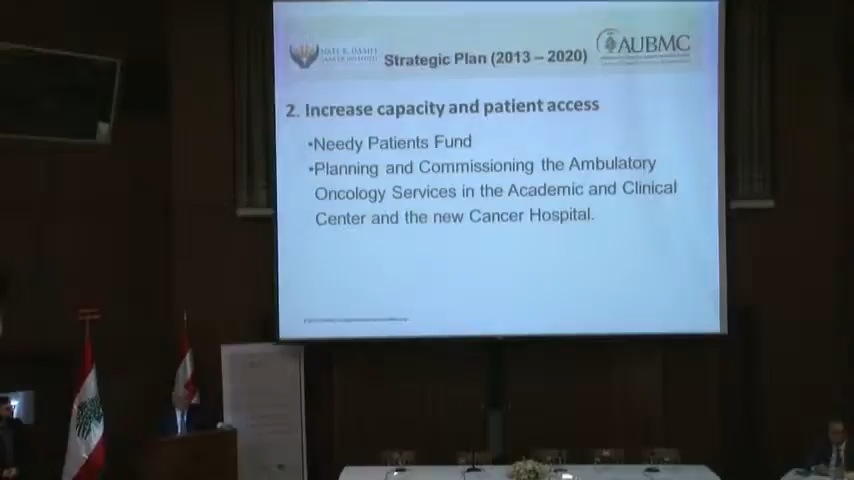 Strategic Plan (2013 – 2020)
AUBMC
2. Increase capacity and patient access
•Needy Patients Fund
•Planning and Commissioning the Ambulatory
Oncology Services in the Academic and Clinical
Center and the new Cancer Hospital.